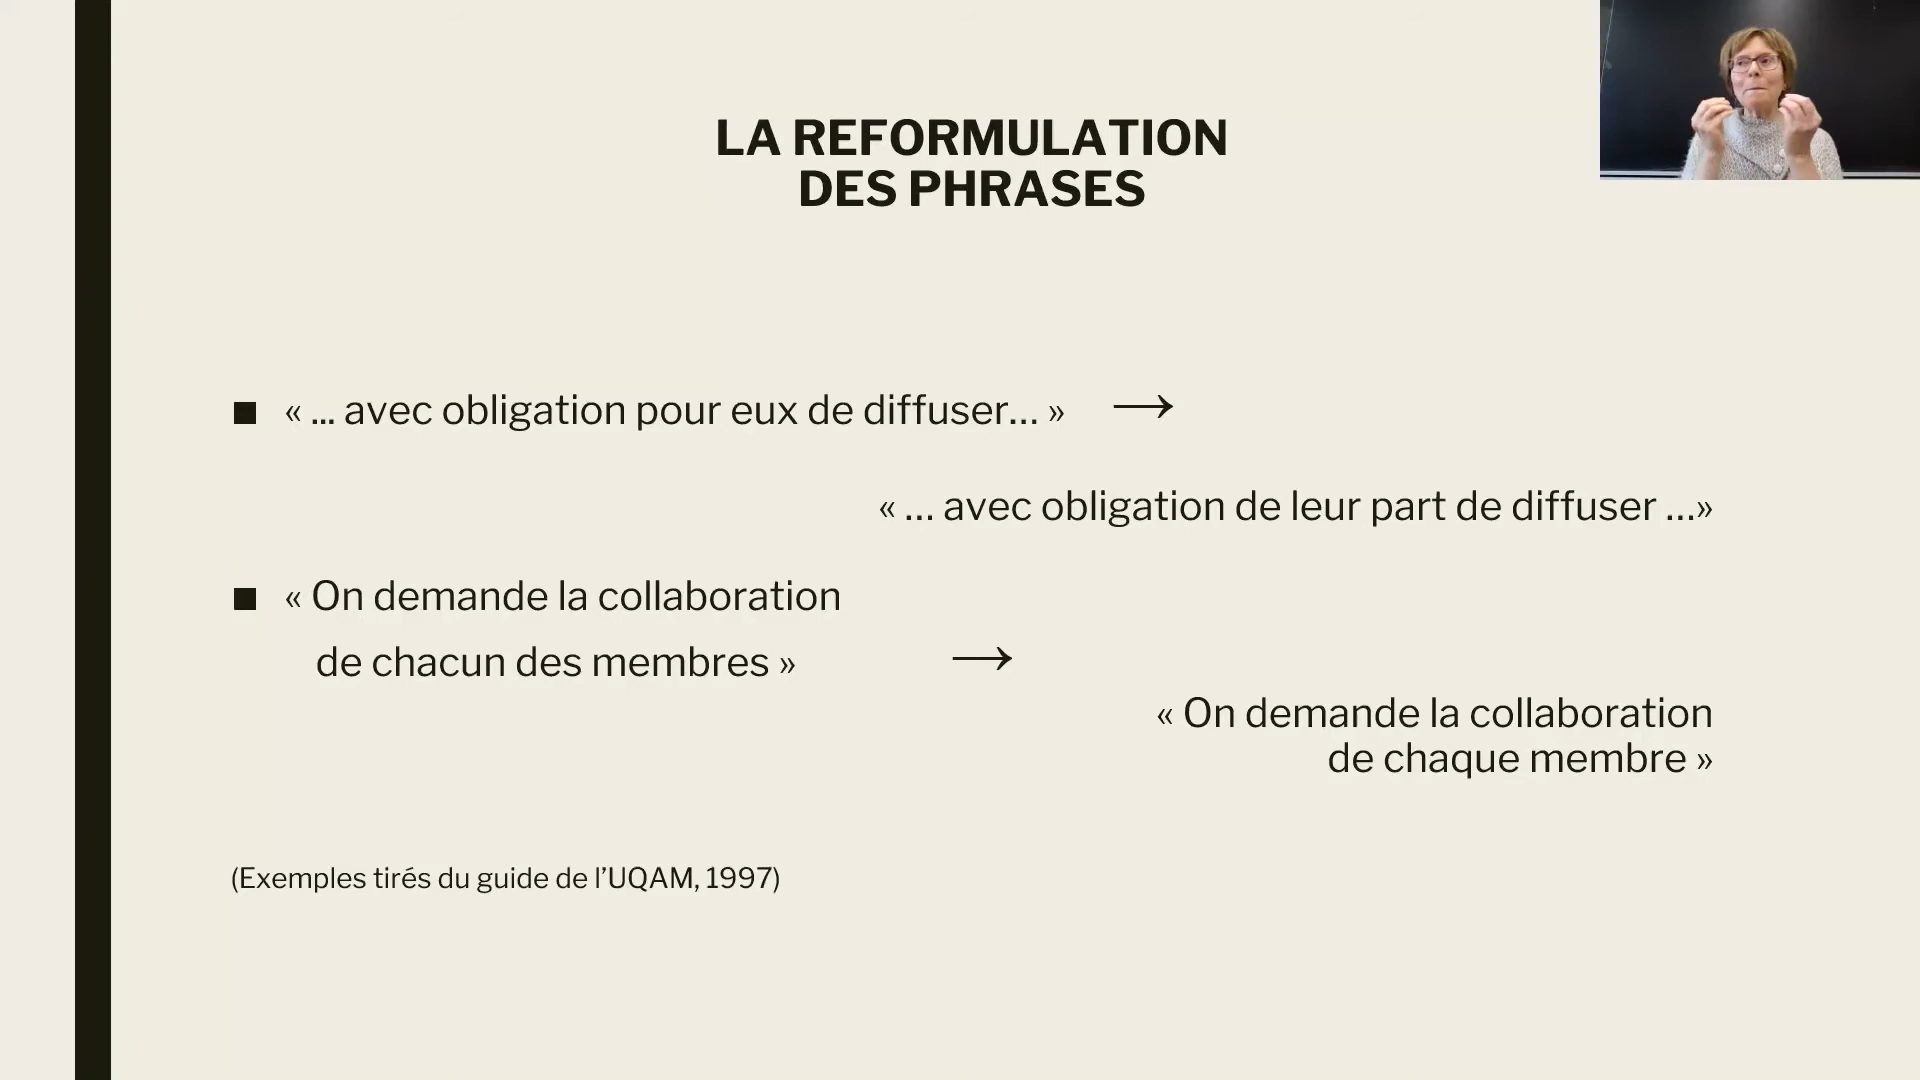 LA REFORMULATION
DES PHRASES
■ « ... avec obligation pour eux de diffuser... » →
« ... avec obligation de leur part de diffuser ...»
■ « On demande la collaboration
de chacun des membres » →
« On demande la collaboration
de chaque membre »
(Exemples tirés du guide de l’UQAM, 1997)